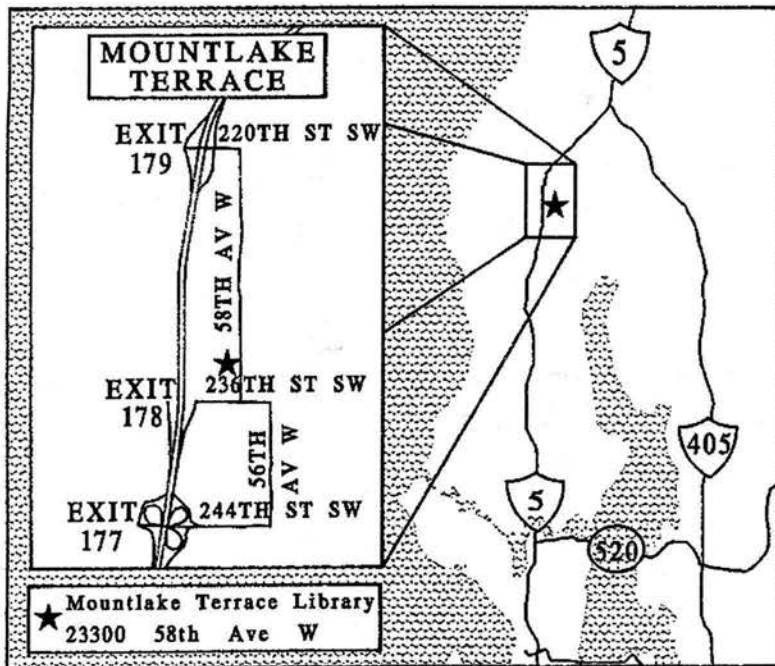 MOUNTLAKE
TERRACE
EXIT
179
220TH ST SW
58TH AV W
EXIT
178
236TH ST SW
56TH
AV W
EXIT
177
244TH ST SW
5
405
5
520
Mountlake Terrace Library
23300 58th Ave W